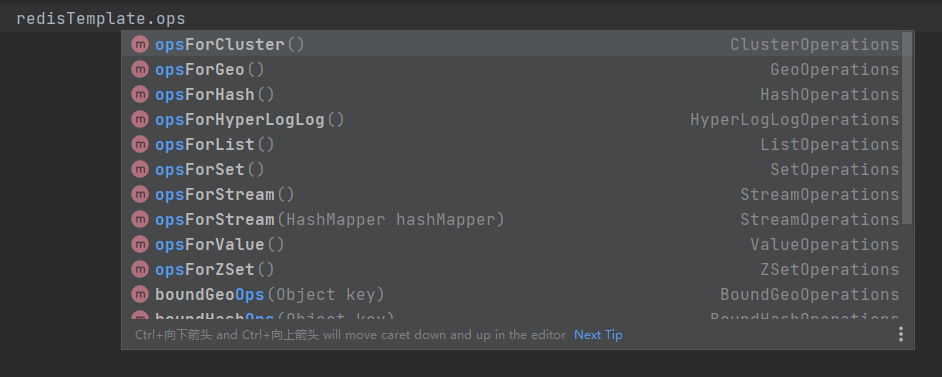 redisTemplate.ops
m opsForCluster() ClusterOperations
m opsForGeo() GeoOperations
m opsForHash() HashOperations
m opsForHyperLogLog() HyperLogLogOperations
m opsForList() ListOperations
m opsForSet() SetOperations
m opsForStream() StreamOperations
m opsForStream(HashMapper hashMapper) StreamOperations
m opsForValue() ValueOperations
m opsForZSet() ZSetOperations
m boundGeoOps(Object key) BoundGeoOperations
m boundHashOps(Object key) BoundHashOperations
Ctrl+向下箭头 and Ctrl+向上箭头 will move caret down and up in the editor Next Tip